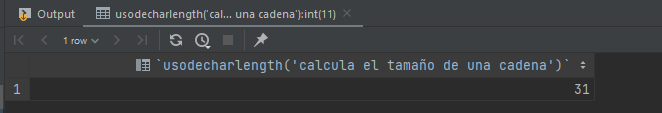 Output
usodecharlength('cal... una cadena'):int(11)
1 row
`usodecharlength('calcula el tamaño de una cadena')`
1
31